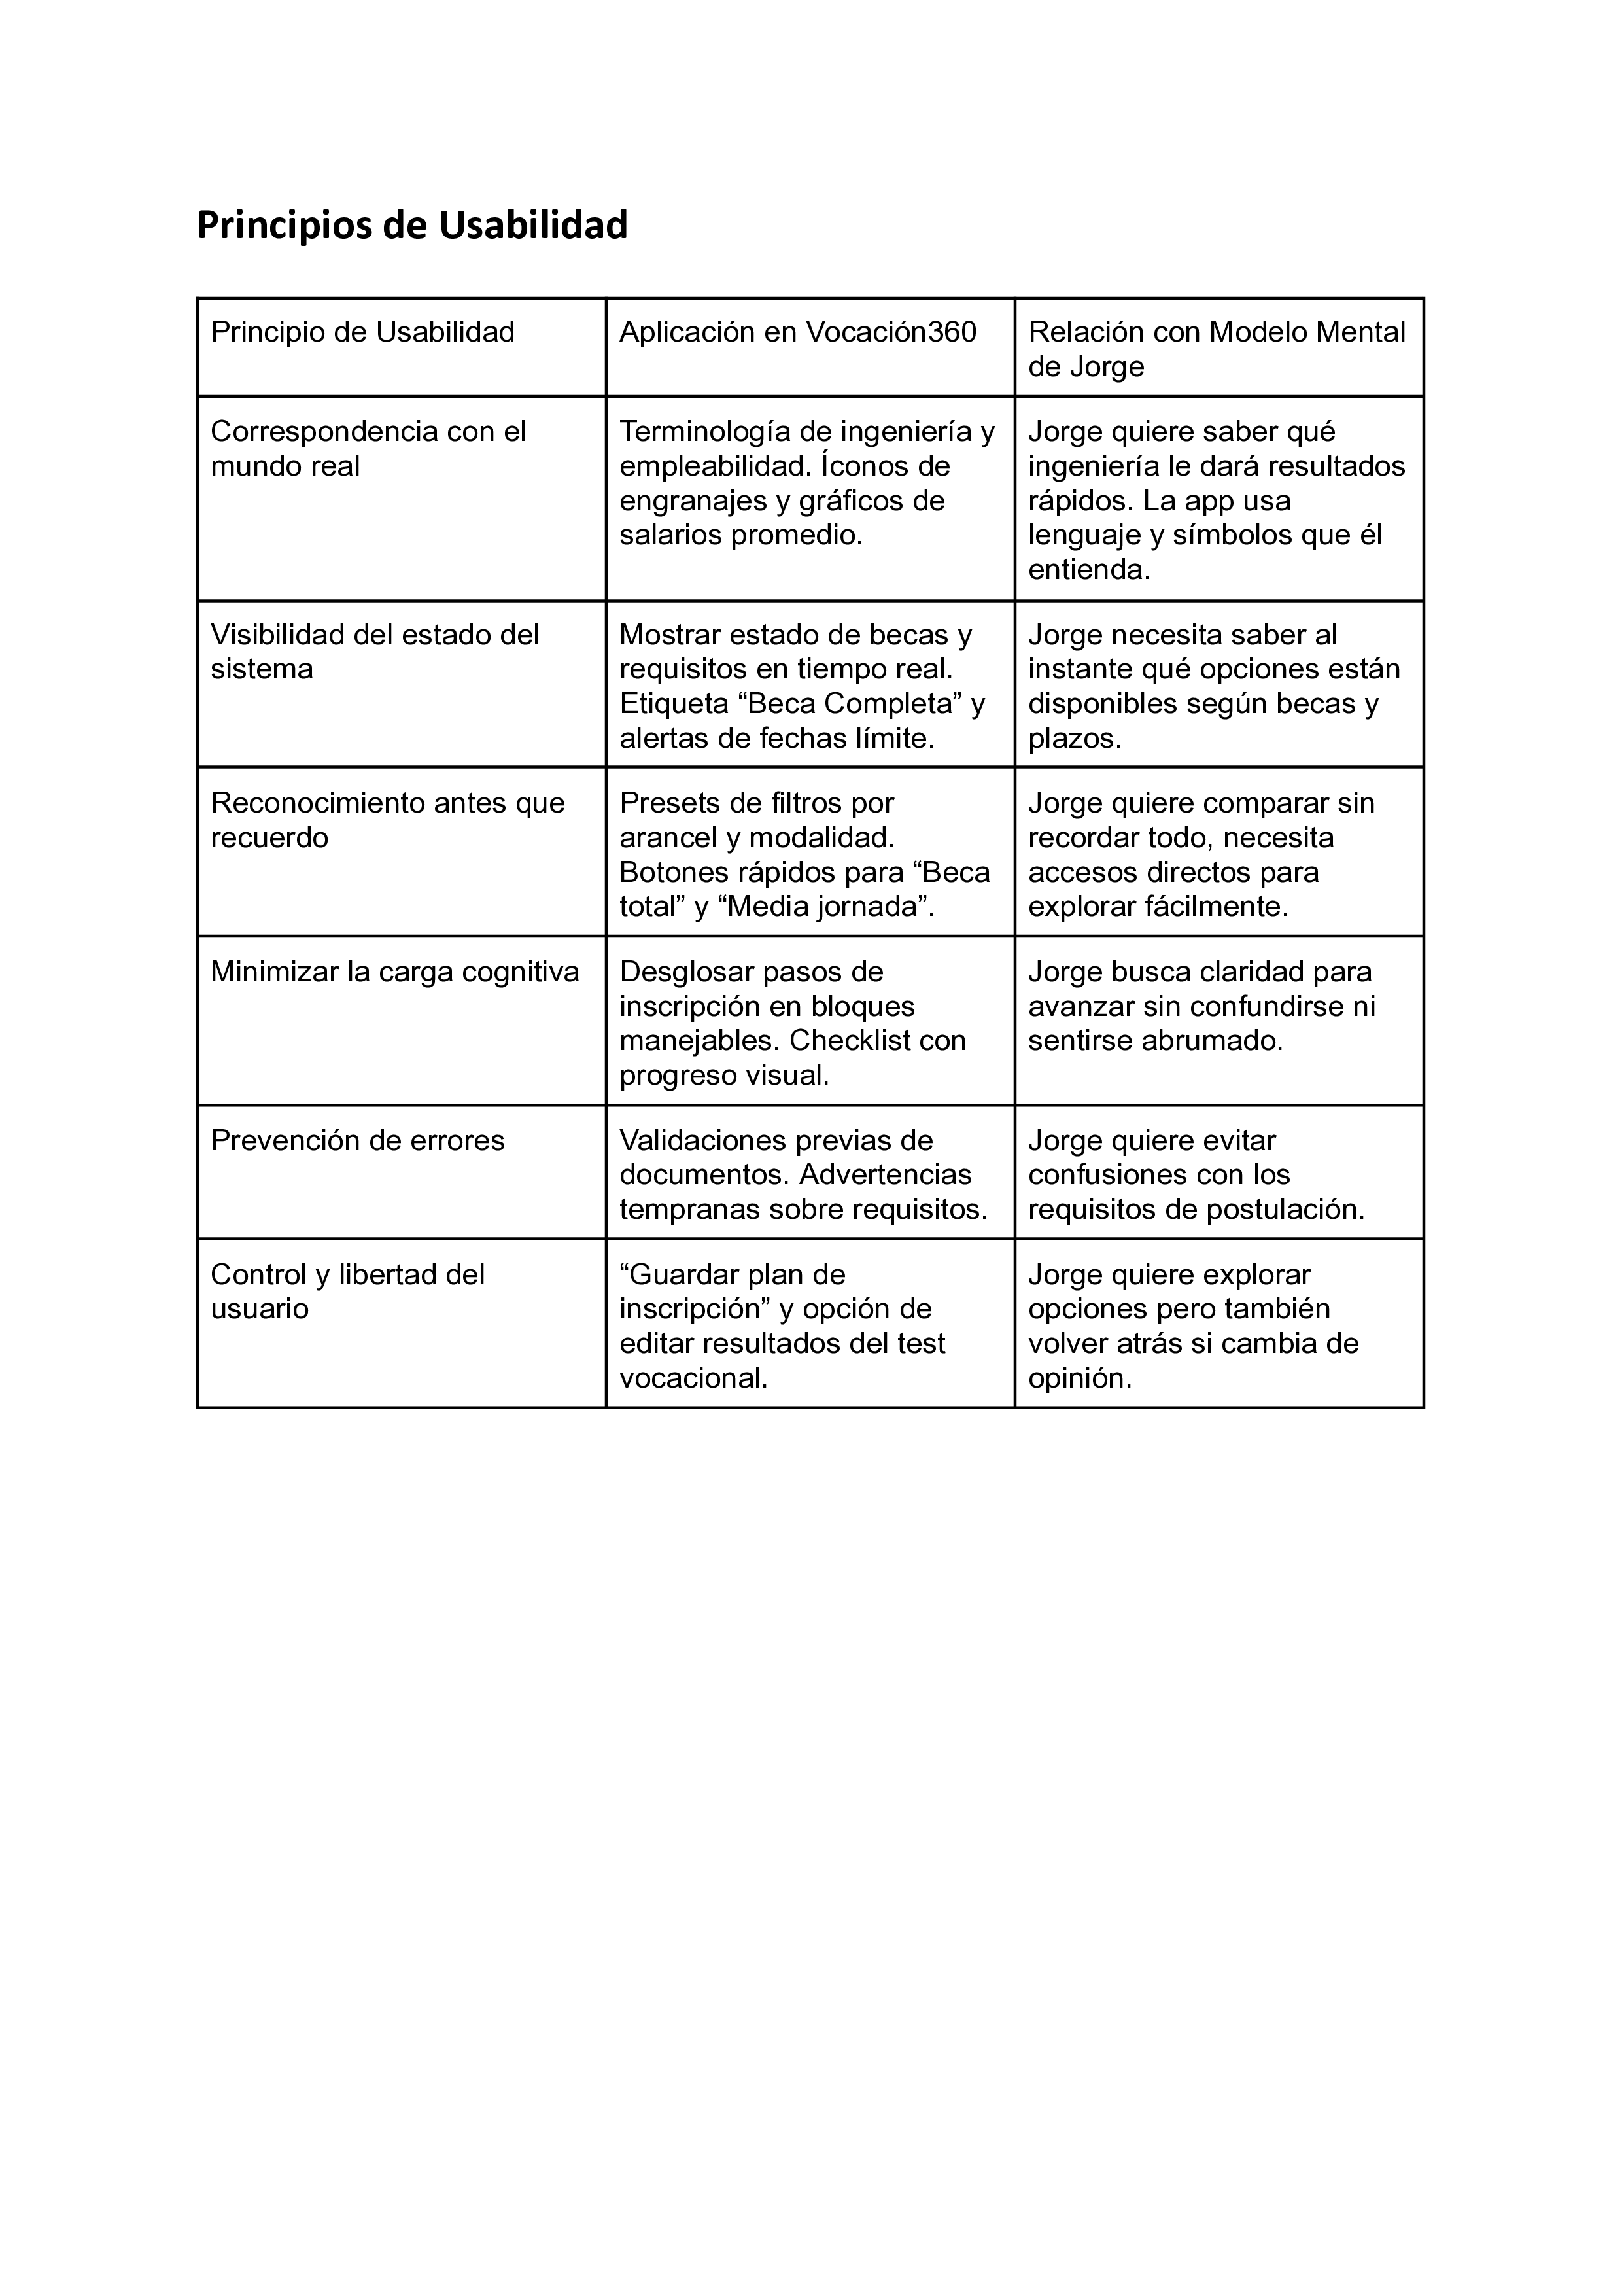 Principios de Usabilidad
Principio de Usabilidad
Aplicación en Vocación360
Relación con Modelo Mental
de Jorge
Correspondencia con el
mundo real
Terminología de ingeniería y
empleabilidad. Íconos de
engranajes y gráficos de
salarios promedio.
Jorge quiere saber qué
ingeniería le dará resultados
rápidos. La app usa
lenguaje y símbolos que él
entienda.
Visibilidad del estado del
sistema
Mostrar estado de becas y
requisitos en tiempo real.
Etiqueta “Beca Completa” y
alertas de fechas límite.
Jorge necesita saber al
instante qué opciones están
disponibles según becas y
plazos.
Reconocimiento antes que
recuerdo
Presets de filtros por
arancel y modalidad.
Botones rápidos para “Beca
total” y “Media jornada”.
Jorge quiere comparar sin
recordar todo, necesita
accesos directos para
explorar fácilmente.
Minimizar la carga cognitiva
Desglosar pasos de
inscripción en bloques
manejables. Checklist con
progreso visual.
Jorge busca claridad para
avanzar sin confundirse ni
sentirse abrumado.
Prevención de errores
Validaciones previas de
documentos. Advertencias
tempranas sobre requisitos.
Jorge quiere evitar
confusiones con los
requisitos de postulación.
Control y libertad del
usuario
“Guardar plan de
inscripción” y opción de
editar resultados del test
vocacional.
Jorge quiere explorar
opciones pero también
volver atrás si cambia de
opinión.